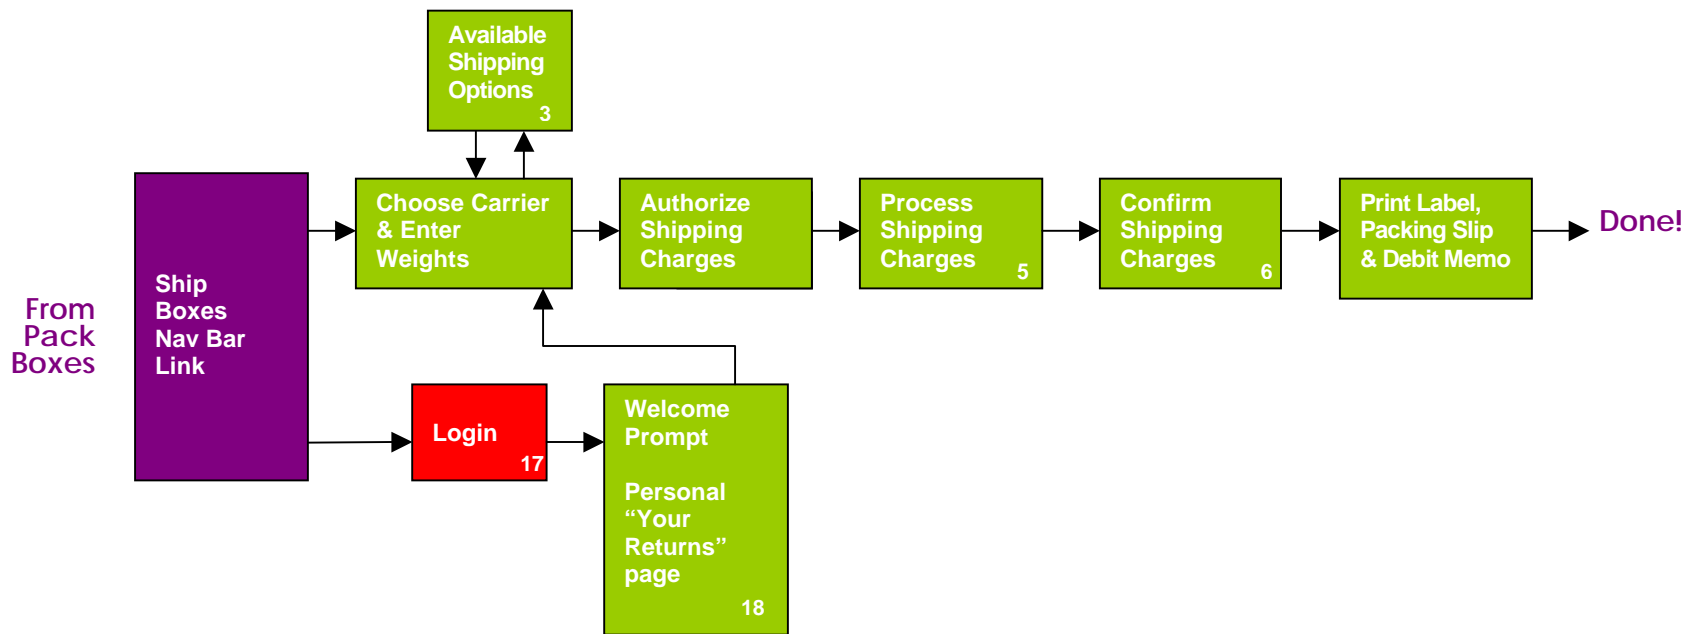 Available
Shipping
Options
3
From
Pack
Boxes
Ship
Boxes
Nav Bar
Link
Choose Carrier
& Enter
Weights
Authorize
Shipping
Charges
Process
Shipping
Charges
5
Confirm
Shipping
Charges
6
Print Label,
Packing Slip
& Debit Memo
Done!
Login
17
Welcome
Prompt
Personal
“Your
Returns”
page
18